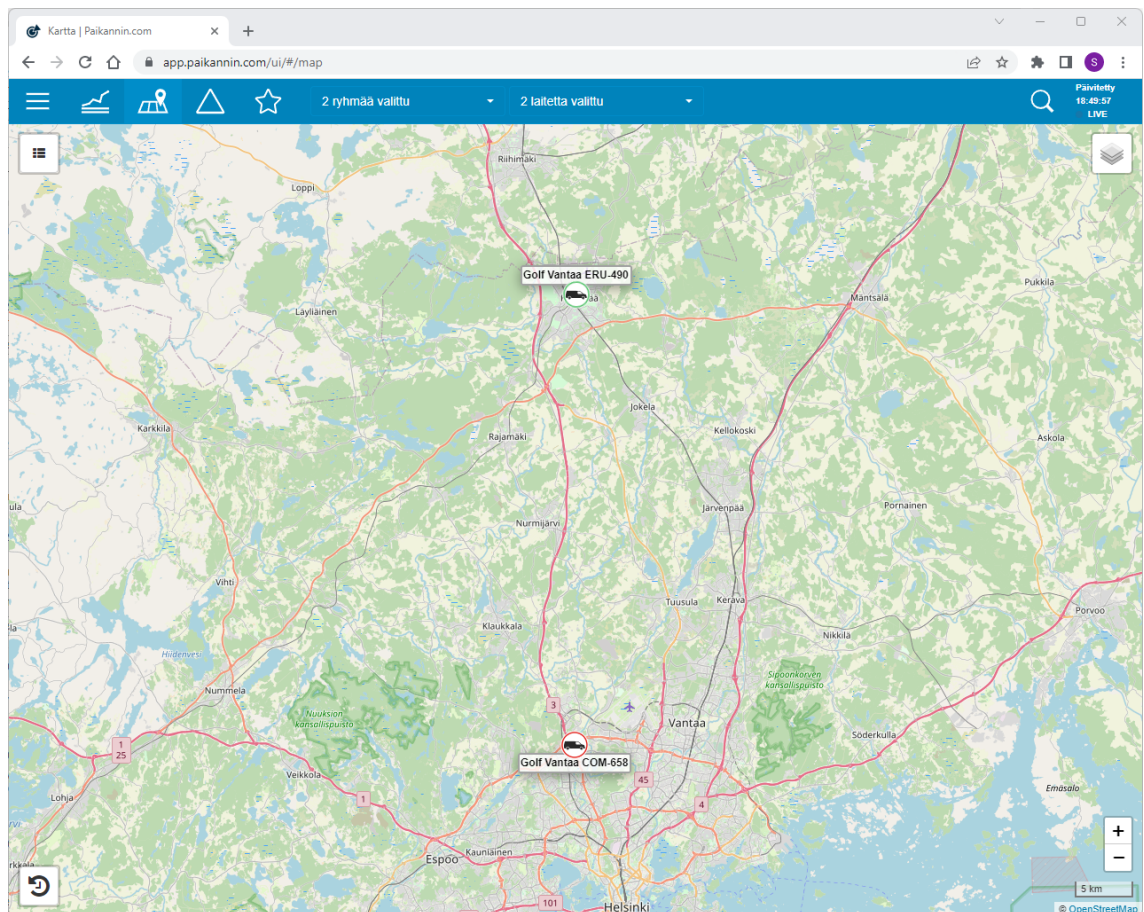 Kartta | Paikannin.com
app.paikannin.com/ui/#/map
S
2 ryhmää valittu
2 laitetta valittu
Päivitetty
18:49:57
LIVE
Riihimäki
Loppi
Golf Vantaa ERU-490
Pukkila
Mäntsälä
Läyliäinen
Jokela
Karkkila
Rajamäki
Kellokoski
Askola
Pornainen
Järvenpää
Nurmijärvi
Vihti
Tuusula
Kerava
Porvoo
Klaukkala
Nikkilä
Hiidenvesi
Sipoonkorven
kansallispuisto
Nummela
Nuuksion
kansallispuisto
3
Vantaa
Söderkulla
1
25
Golf Vantaa COM-658
Veikkola
45
Emäsalo
Lohja
1
4
+
−
Kauniainen
Espoo
5 km
101
Helsinki
© OpenStreetMap